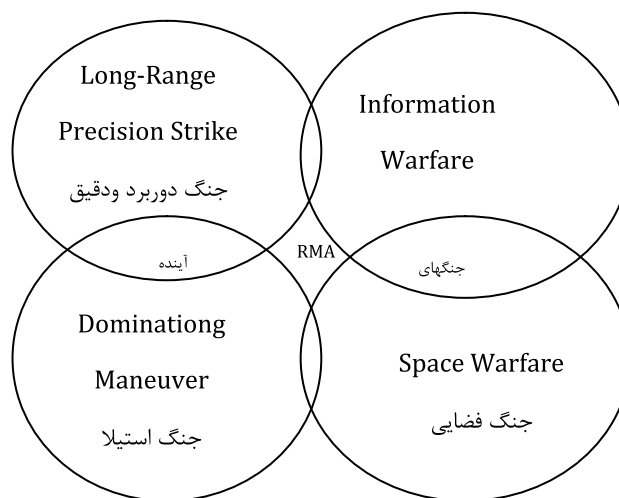 Long-Range
Precision Strike
جنگ دوربرد ودقیق
Information
Warfare
RMA
آینده
جنگهای
Dominationg
Maneuver
جنگ استیلا
Space Warfare
جنگ فضایی